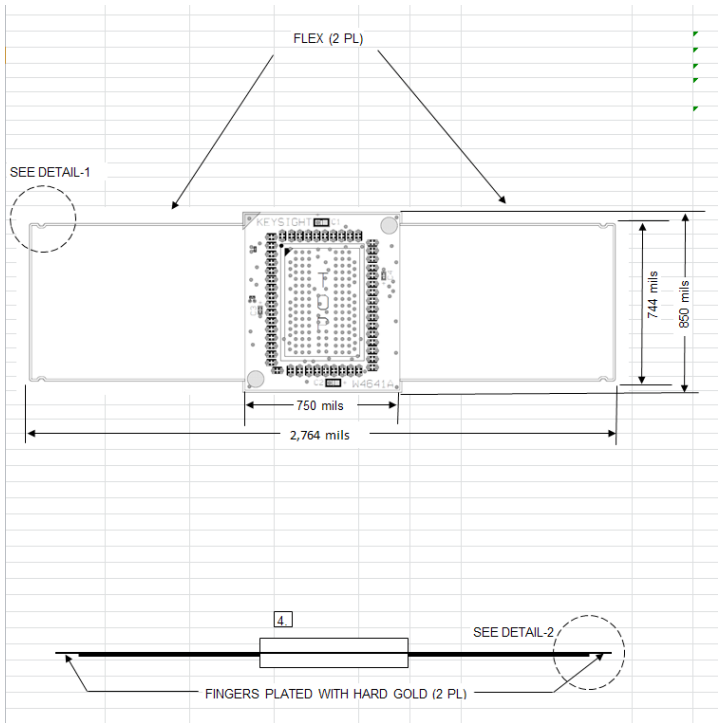 FLEX (2 PL)
SEE DETAIL-1
KEYSIGHT
TOP
W4641A
744 mils
850 mils
750 mils
2,764 mils
4.
SEE DETAIL-2
FINGERS PLATED WITH HARD GOLD (2 PL)